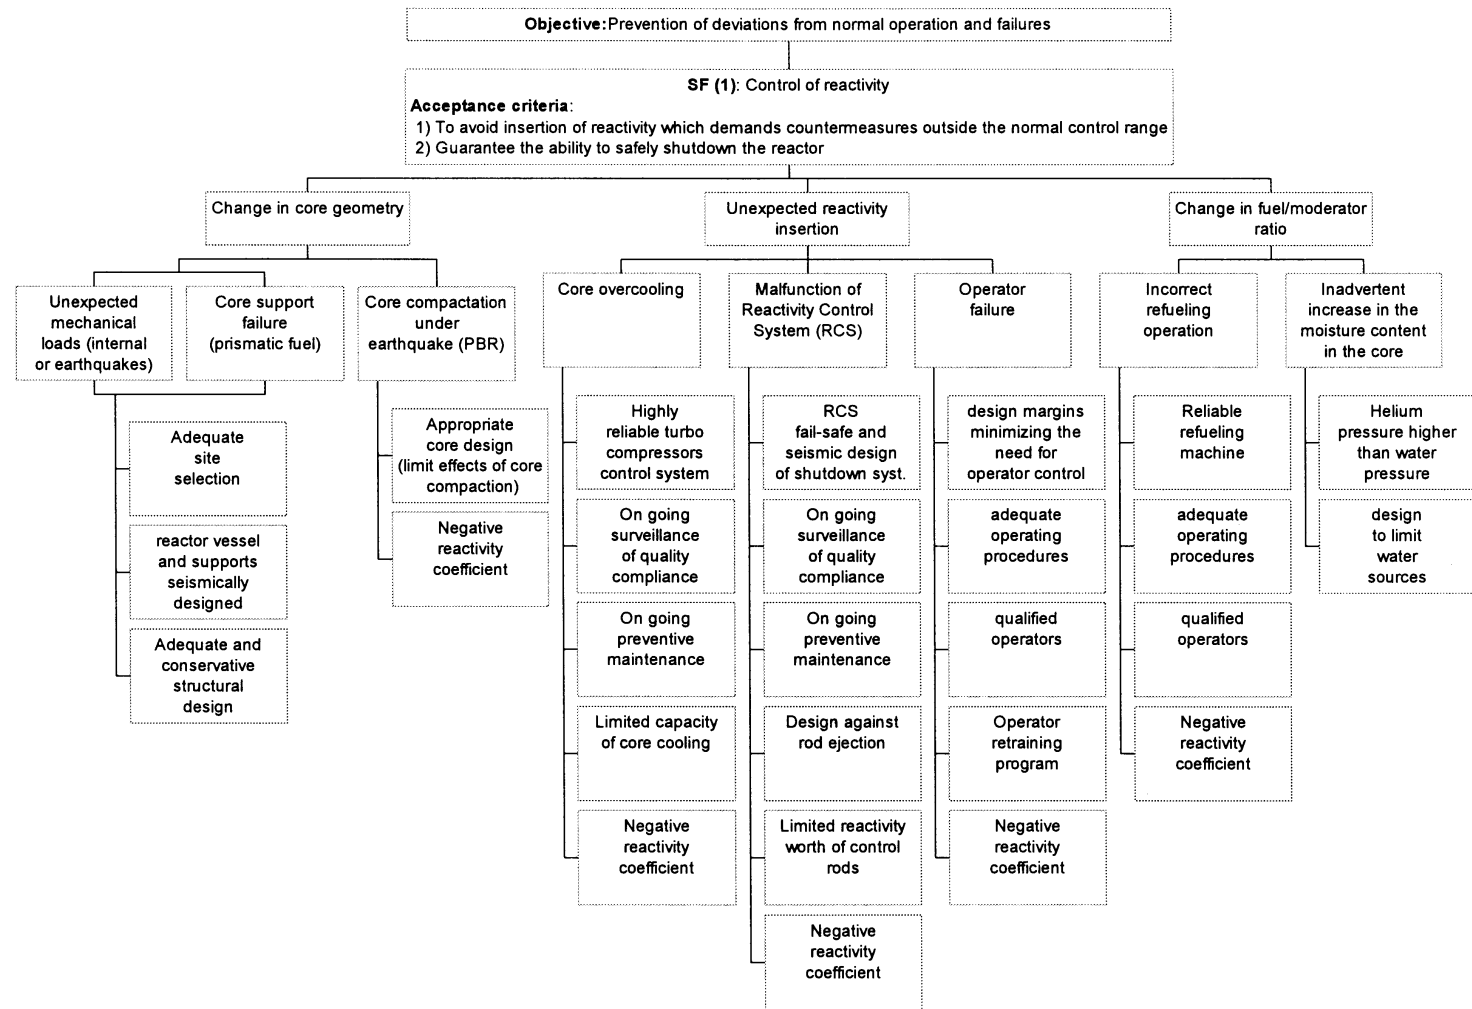 Objective:Prevention of deviations from normal operation and failures
SF (1): Control of reactivity
Acceptance criteria:
1) To avoid insertion of reactivity which demands countermeasures outside the normal control range
2) Guarantee the ability to safely shutdown the reactor
Change in core geometry
Unexpected reactivity
insertion
Change in fuel/moderator
ratio
Unexpected
mechanical
loads (internal
or earthquakes)
Core support
failure
(prismatic fuel)
Core compactation
under
earthquake (PBR)
Core overcooling
Malfunction of
Reactivity Control
System (RCS)
Operator
failure
Incorrect
refueling
operation
Inadvertent
increase in the
moisture content
in the core
Adequate
site
selection
reactor vessel
and supports
seismically
designed
Adequate and
conservative
structural
design
Appropriate
core design
(limit effects of core
compaction)
Negative
reactivity
coefficient
Highly
reliable turbo
compressors
control system
On going
surveillance
of quality
compliance
On going
preventive
maintenance
Limited capacity
of core cooling
Negative
reactivity
coefficient
RCS
fail-safe and
seismic design
of shutdown syst.
On going
surveillance
of quality
compliance
On going
preventive
maintenance
Design against
rod ejection
Limited reactivity
worth of control
rods
Negative
reactivity
coefficient
design margins
minimizing the
need for
operator control
adequate
operating
procedures
qualified
operators
Operator
retraining
program
Negative
reactivity
coefficient
Reliable
refueling
machine
adequate
operating
procedures
qualified
operators
Negative
reactivity
coefficient
Helium
pressure higher
than water
pressure
design
to limit
water
sources